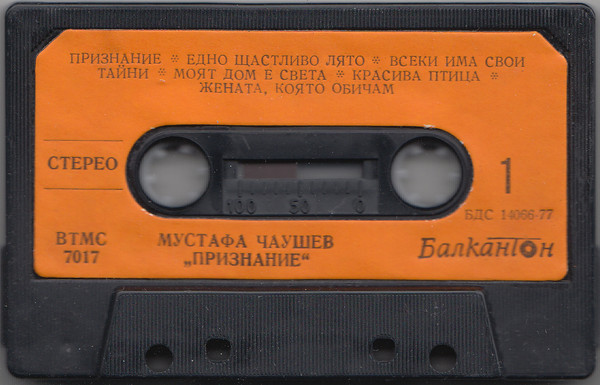 ПРИЗНАНИЕ * ЕДНО ЩАСТЛИВО ЛЯТО * ВСЕКИ ИМА СВОИ
ТАЙНИ * МОЯТ ДОМ Е СВЕТА * КРАСИВА ПТИЦА *
ЖЕНАТА, КОЯТО ОБИЧАМ
СТЕРЕО
1
100 50 0
БДС 14066-77
ВТМС
7017
МУСТАФА ЧАУШЕВ
„ПРИЗНАНИЕ“
Балкантон